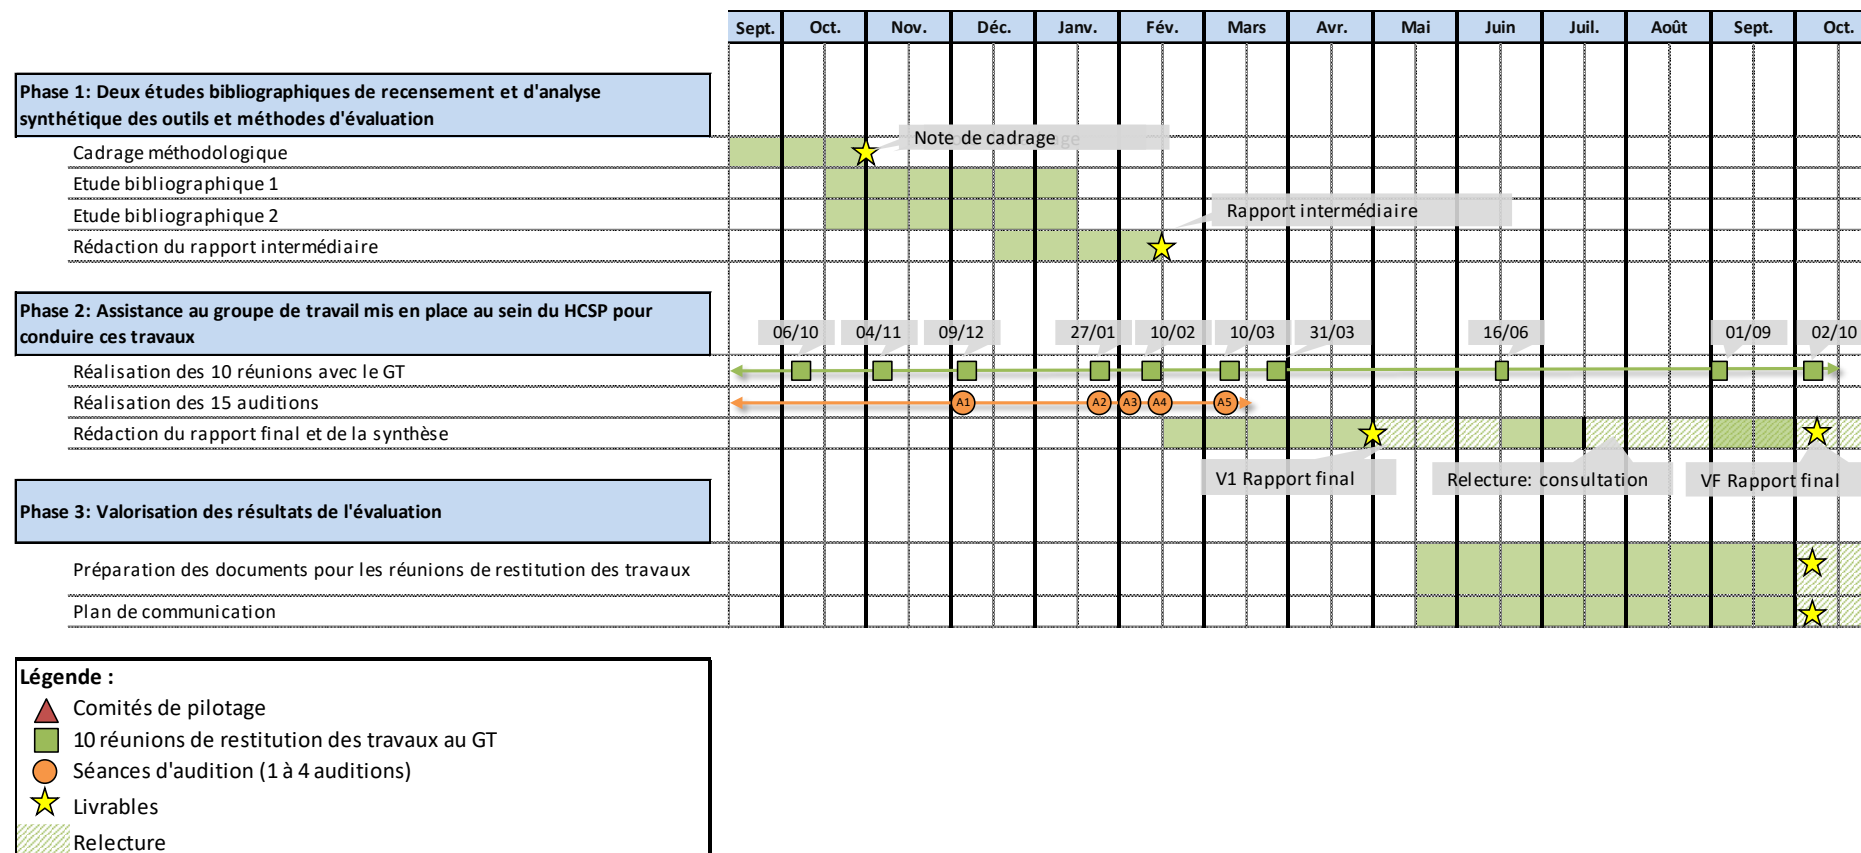 Sept. Oct. Nov. Déc. Janv. Fév. Mars Avr. Mai Juin Juil. Août Sept. Oct.
Phase 1: Deux études bibliographiques de recensement et d'analyse
synthétique des outils et méthodes d'évaluation
Note de cadrage
Cadrage méthodologique
Etude bibliographique 1
Etude bibliographique 2
Rapport intermédiaire
Rédaction du rapport intermédiaire
Phase 2: Assistance au groupe de travail mis en place au sein du HCSP pour
conduire ces travaux
06/10 04/11 09/12 27/01 10/02 10/03 31/03 16/06 01/09 02/10
Réalisation des 10 réunions avec le GT
Réalisation des 15 auditions
A1 A2 A3 A4 A5
Rédaction du rapport final et de la synthèse
V1 Rapport final Relecture: consultation VF Rapport final
Phase 3: Valorisation des résultats de l'évaluation
Préparation des documents pour les réunions de restitution des travaux
Plan de communication
Légende :
Comités de pilotage
10 réunions de restitution des travaux au GT
Séances d'audition (1 à 4 auditions)
Livrables
Relecture